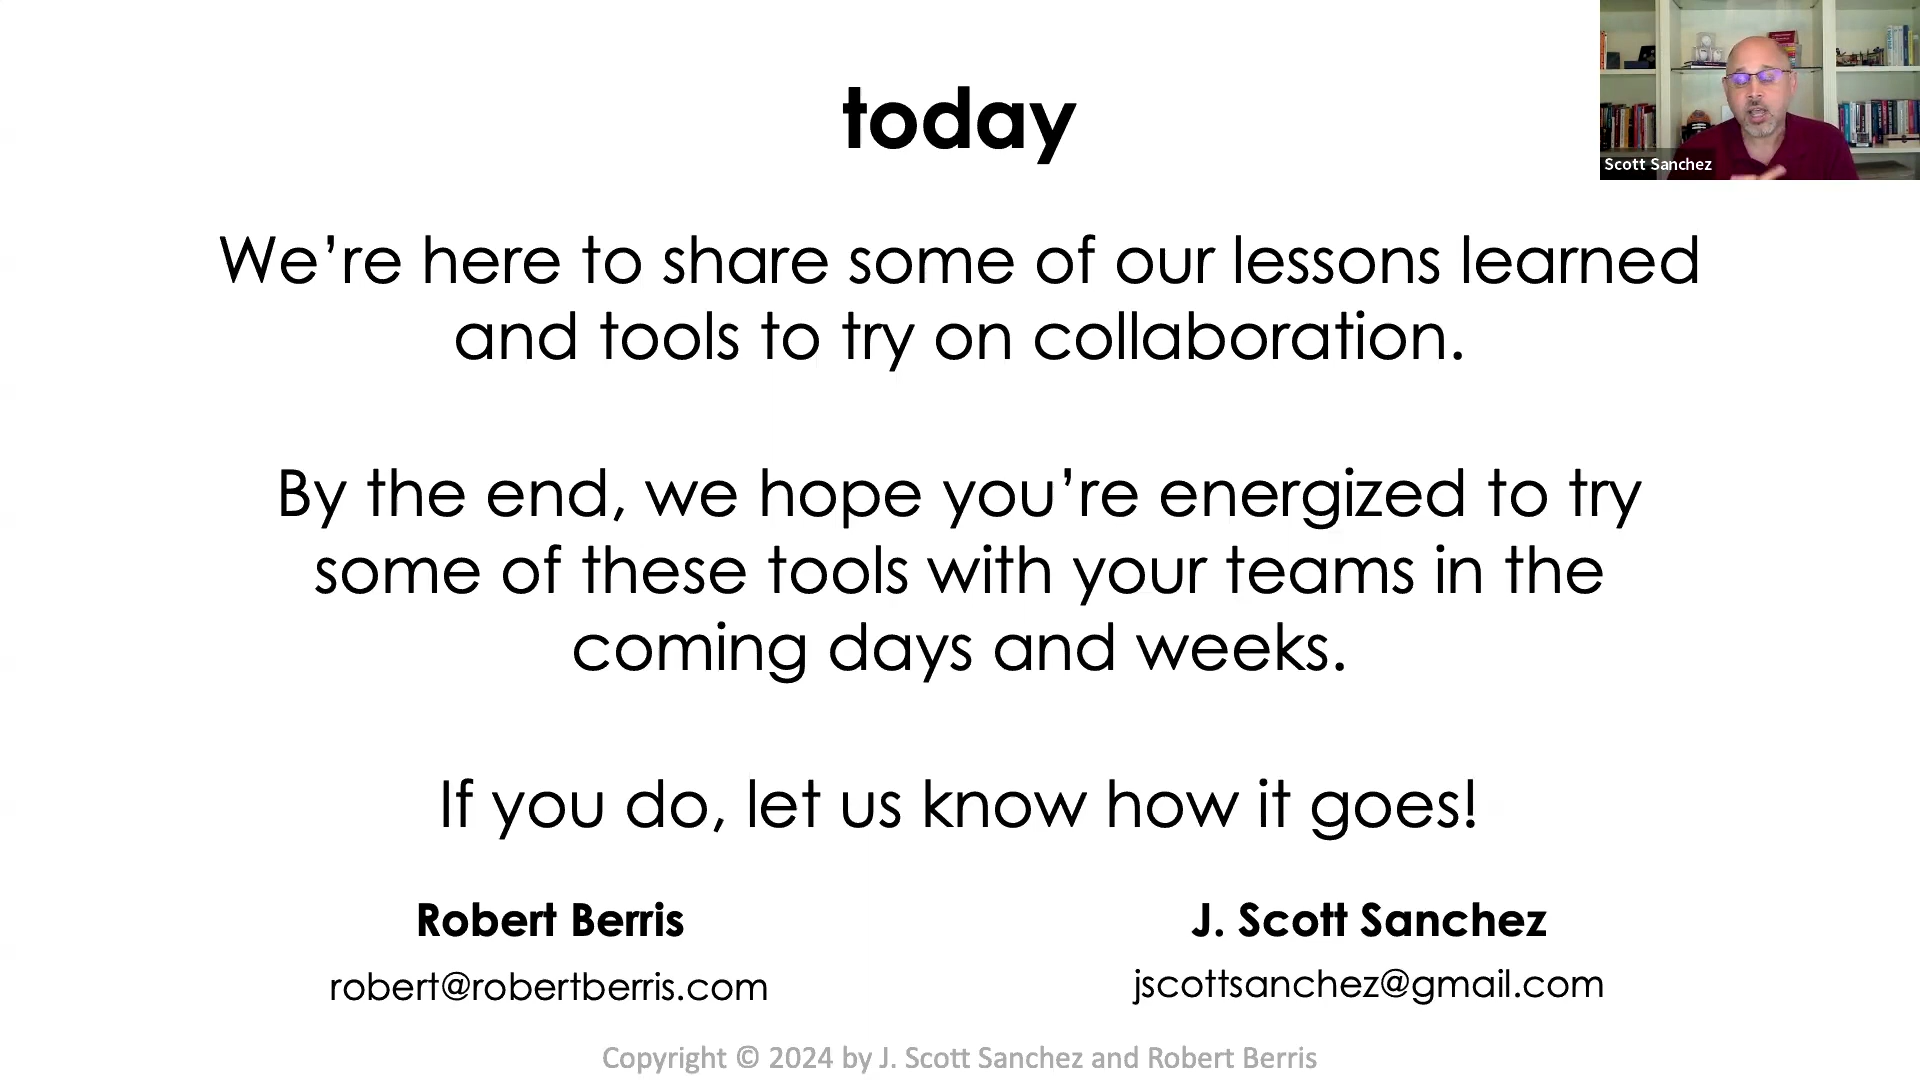 today
Scott Sanchez
We’re here to share some of our lessons learned
and tools to try on collaboration.
By the end, we hope you’re energized to try
some of these tools with your teams in the
coming days and weeks.
If you do, let us know how it goes!
Robert Berris
robert@robertberris.com
J. Scott Sanchez
jscottsanchez@gmail.com
Copyright © 2024 by J. Scott Sanchez and Robert Berris